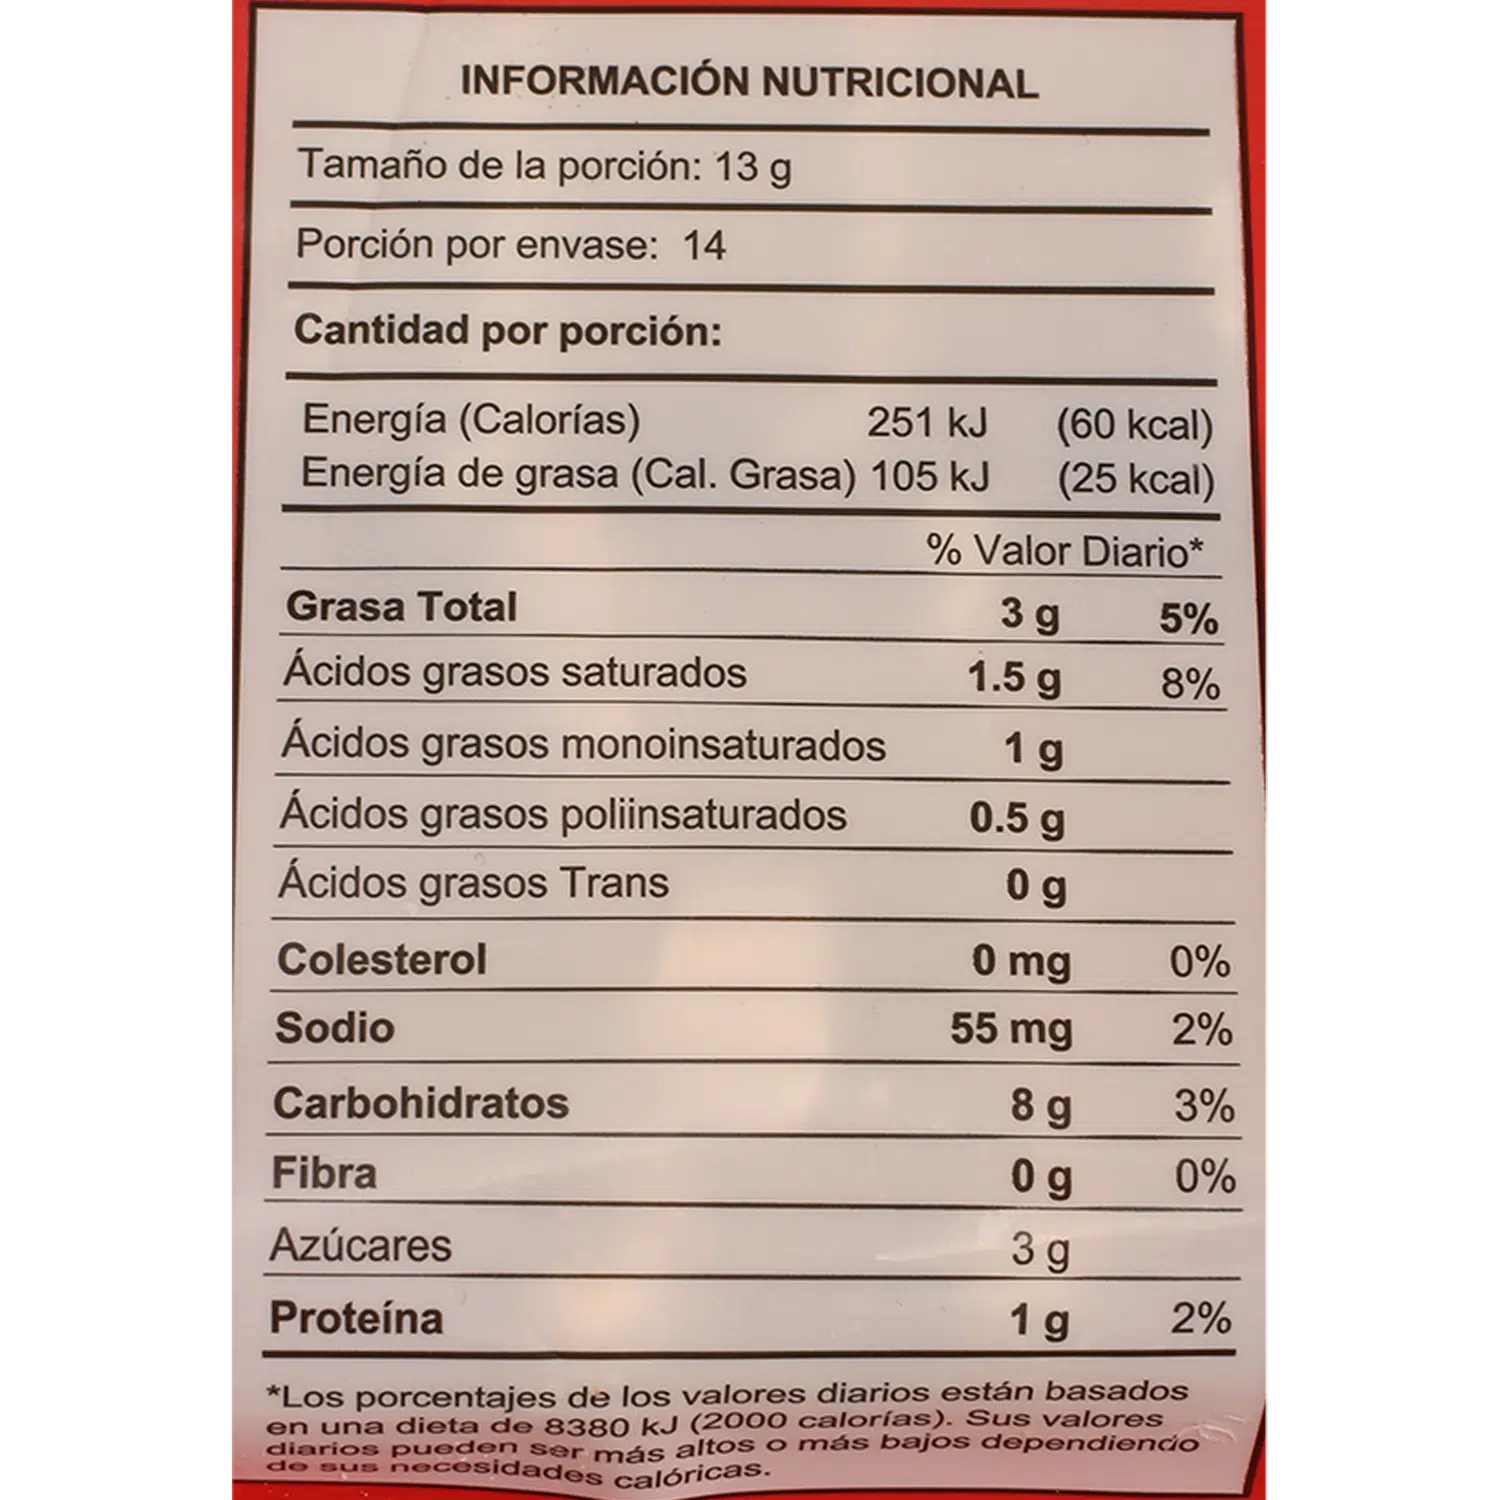 INFORMACIÓN NUTRICIONAL
Tamaño de la porción: 13 g
Porción por envase: 14
Cantidad por porción:
Energía (Calorías) 251 kJ (60 kcal)
Energía de grasa (Cal. Grasa) 105 kJ (25 kcal)
% Valor Diario*
Grasa Total 3 g 5%
Ácidos grasos saturados 1.5 g 8%
Ácidos grasos monoinsaturados 1 g
Ácidos grasos poliinsaturados 0.5 g
Ácidos grasos Trans 0 g
Colesterol 0 mg 0%
Sodio 55 mg 2%
Carbohidratos 8 g 3%
Fibra 0 g 0%
Azúcares 3 g
Proteína 1 g 2%
*Los porcentajes de los valores diarios están basados
en una dieta de 8380 kJ (2000 calorías). Sus valores
diarios pueden ser más altos o más bajos dependiendo
de sus necesidades calóricas.